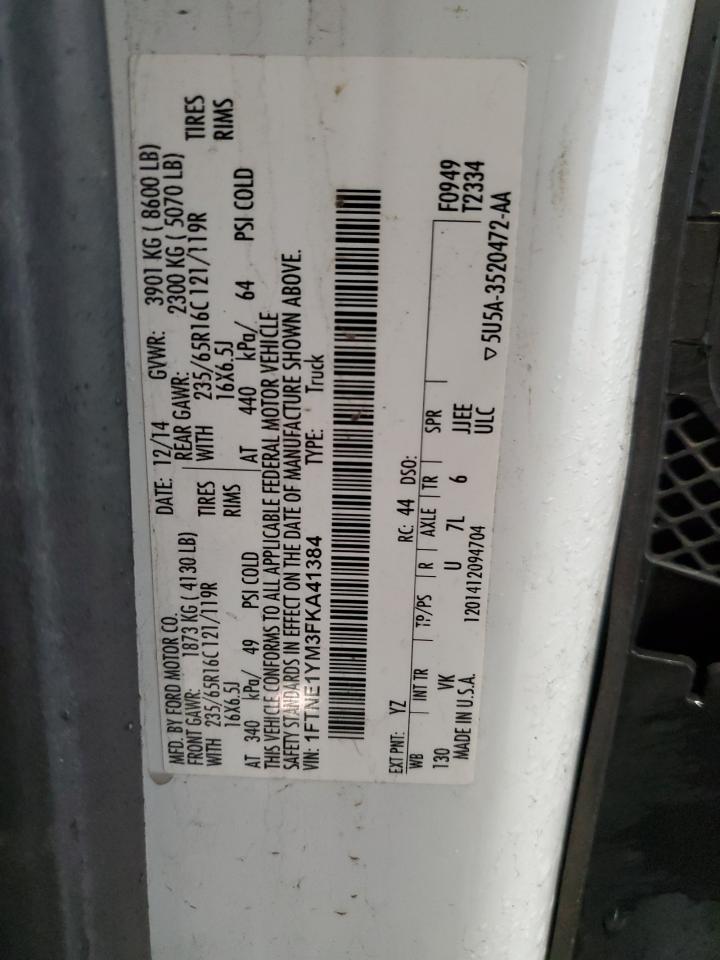 MFD. BY FORD MOTOR CO.
DATE: 12/14 GVWR: 3901 KG ( 8600 LB)
FRONT GAWR: 1873 KG ( 4130 LB)
REAR GAWR: 2300 KG ( 5070 LB)
WITH 235/65R16C 121/119R TIRES
WITH 235/65R16C 121/119R TIRES
16X6.5J RIMS
16X6.5J RIMS
AT 340 kPa/ 49 PSI COLD
AT 440 kPa/ 64 PSI COLD
THIS VEHICLE CONFORMS TO ALL APPLICABLE FEDERAL MOTOR VEHICLE
SAFETY STANDARDS IN EFFECT ON THE DATE OF MANUFACTURE SHOWN ABOVE.
VIN: 1FTNE1YM3FKA41384 TYPE: Truck
F0949
T2334
EXT PNT: YZ RC: 44 DSO:
WB INT TR TP/PS R AXLE TR SPR
130 VK U 7L 6 JJEE
ULC
MADE IN U.S.A. 1201412094704
▽5U5A-3520472-AA